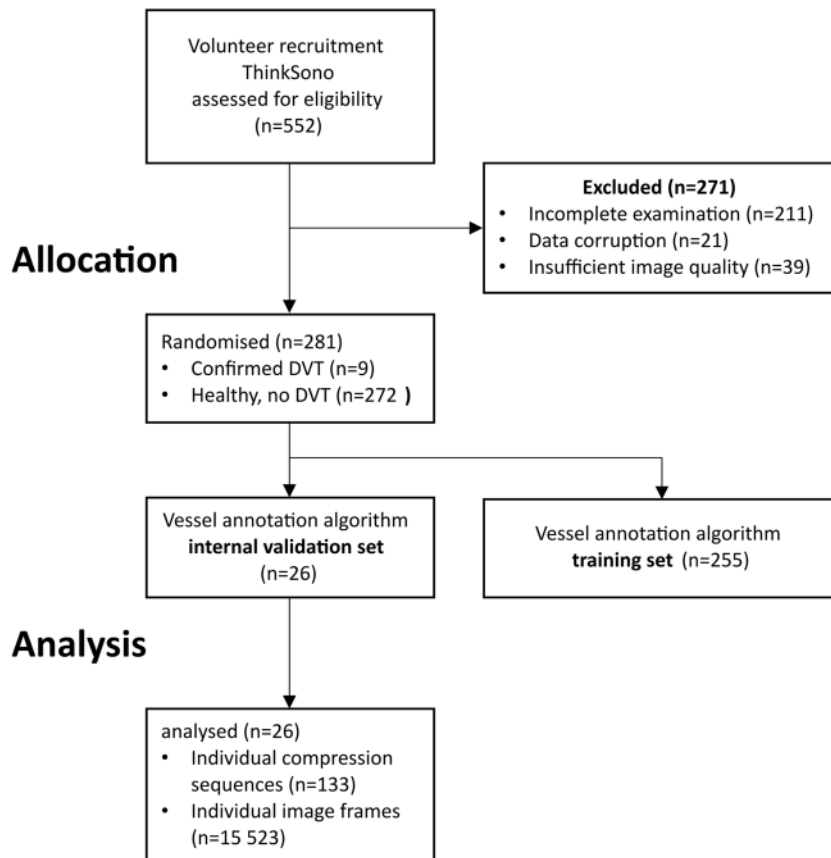 Volunteer recruitment
ThinkSono
assessed for eligibility
(n=552)
Excluded (n=271)
• Incomplete examination (n=211)
• Data corruption (n=21)
• Insufficient image quality (n=39)
Allocation
Randomised (n=281)
• Confirmed DVT (n=9)
• Healthy, no DVT (n=272 )
Vessel annotation algorithm
internal validation set
(n=26)
Vessel annotation algorithm
training set (n=255)
Analysis
analysed (n=26)
• Individual compression
sequences (n=133)
• Individual image frames
(n=15 523)